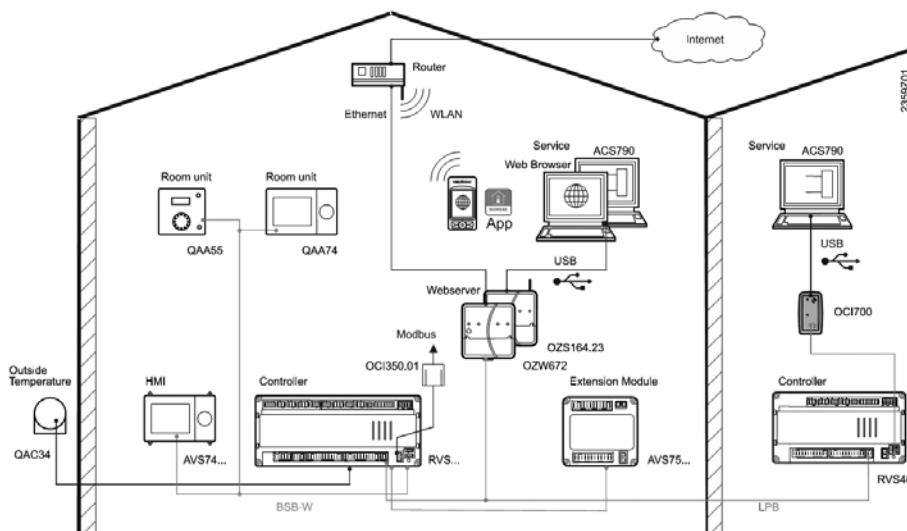 Internet
Router
Ethernet
WLAN
2359Z01
Service
ACS790
Web Browser
Service
ACS790
Room unit
Room unit
App
QAA55
QAA74
USB
USB
Webserver
OCI700
Modbus
OZS164.23
OCI350.01
OZW672
Outside
Temperature
HMI
Controller
Extension Module
Controller
QAC34
AVS74...
RVS...
AVS75...
RVS46
BSB-W
LPB